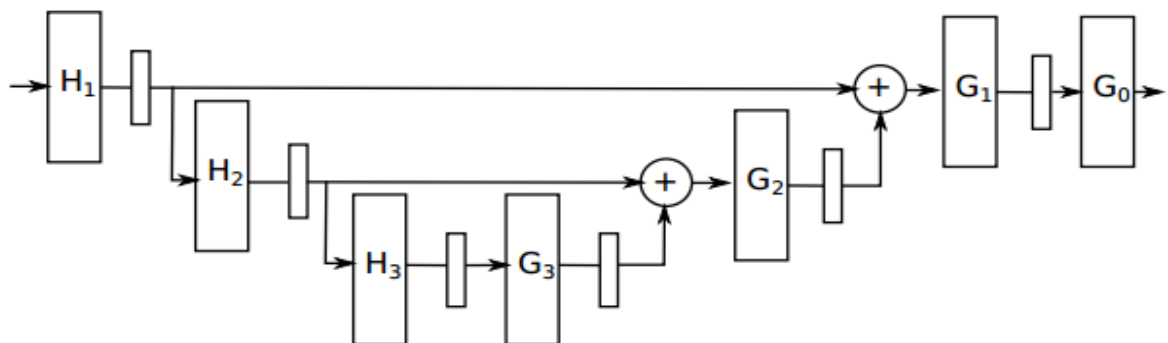 H₁
+
G₁
G₀
H₂
+
G₂
H₃
G₃